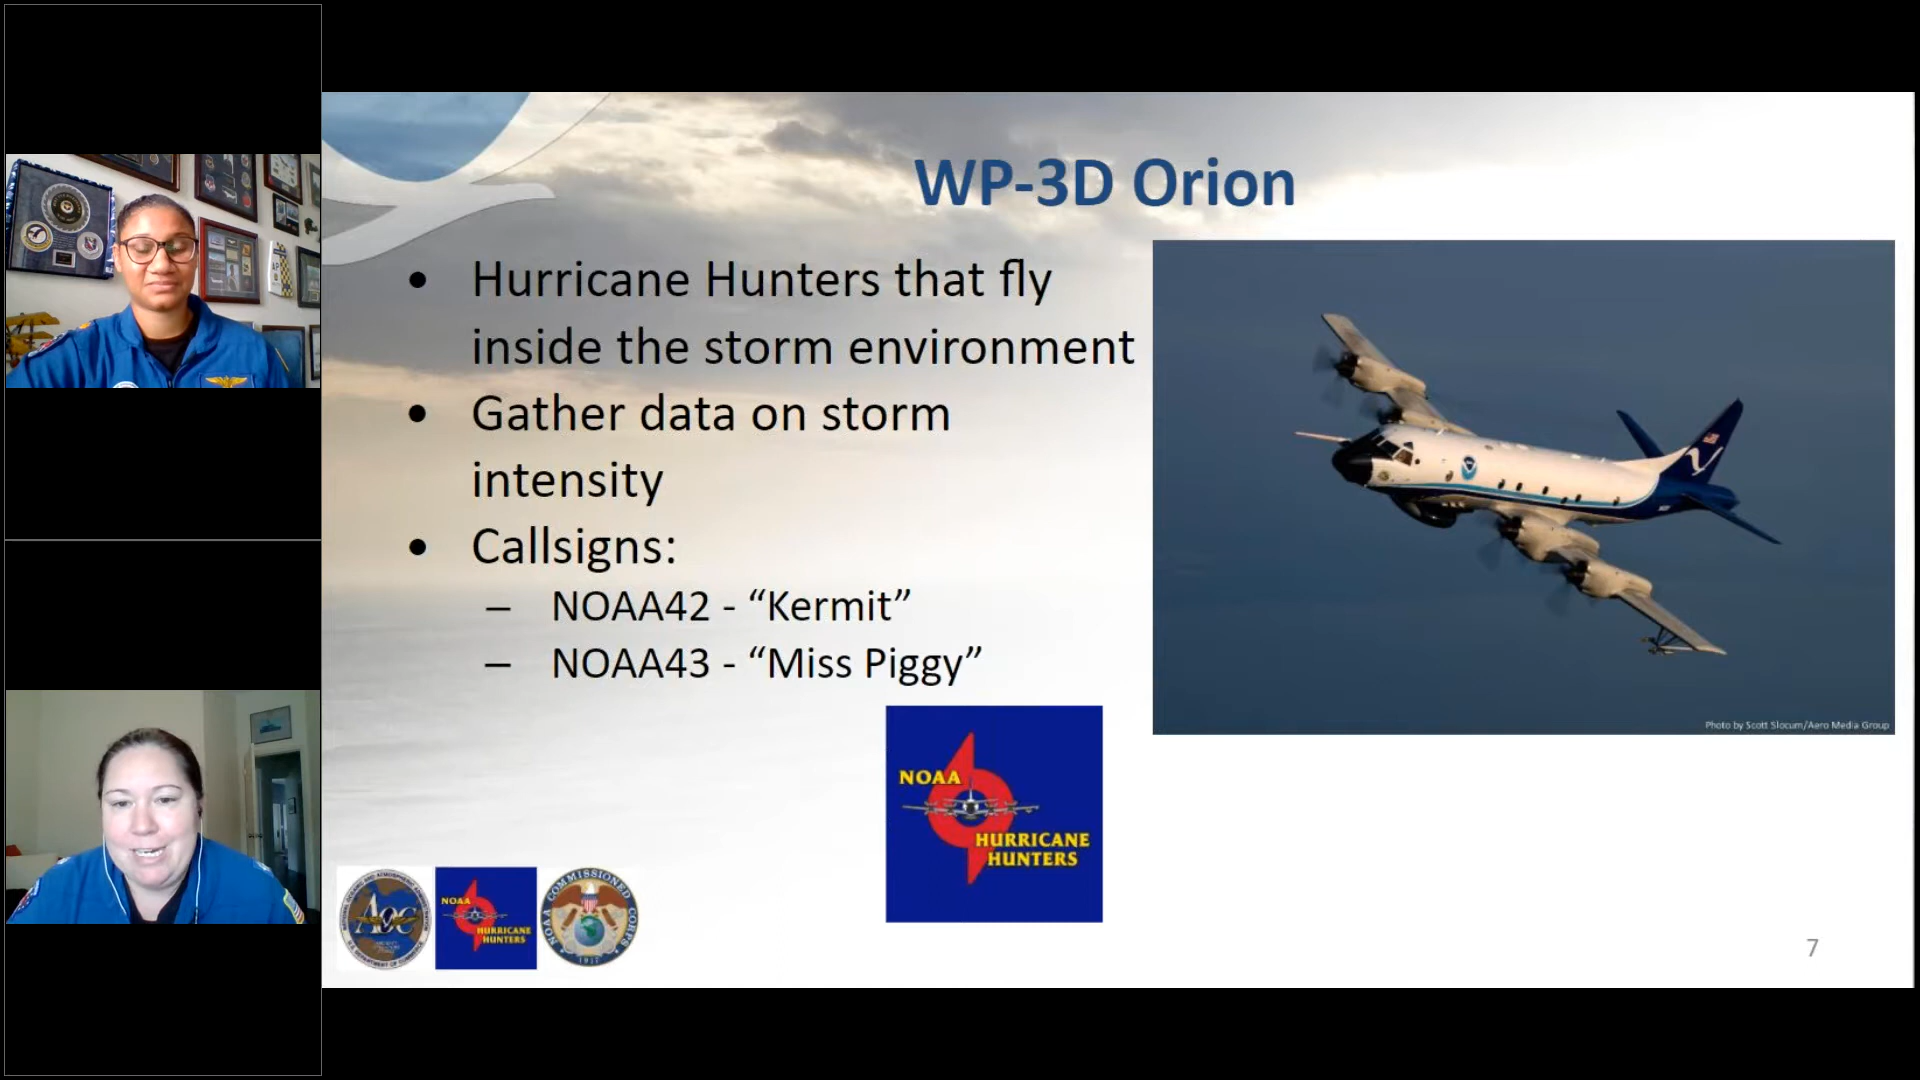 WP-3D Orion
• Hurricane Hunters that fly
inside the storm environment
• Gather data on storm
intensity
• Callsigns:
– NOAA42 - “Kermit”
– NOAA43 - “Miss Piggy”
Photo by Scott Slocum/Aero Media Group
NOAA
HURRICANE
HUNTERS
AOC
NOAA
HURRICANE
HUNTERS
NOAA COMMISSIONED CORPS
1917
7